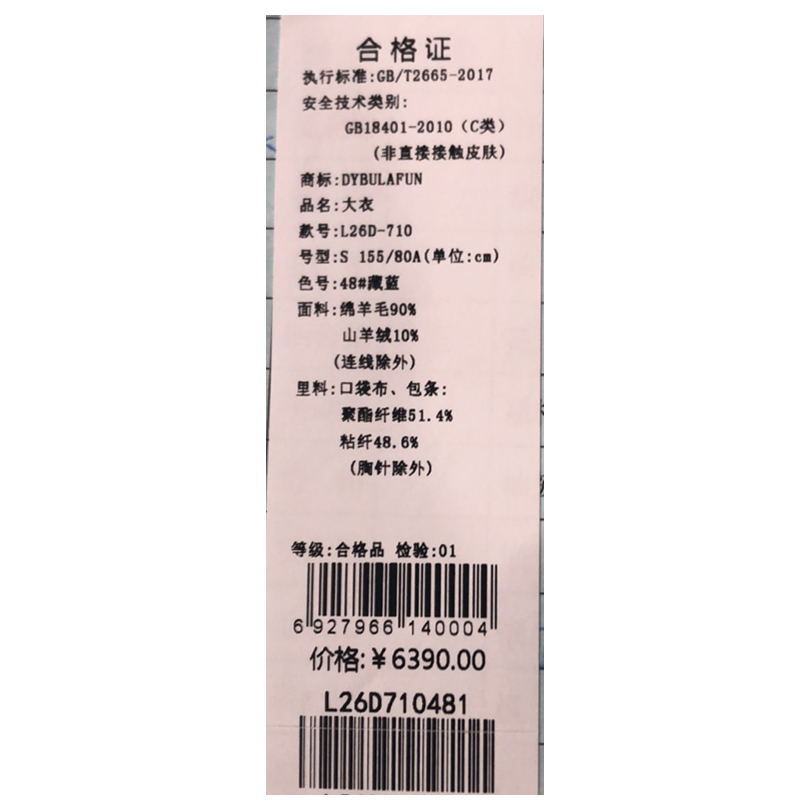 合格证
执行标准:GB/T2665-2017
安全技术类别:
GB18401-2010（C类）
(非直接接触皮肤)
商标:DYBULAFUN
品名:大衣
款号:L26D-710
号型:S 155/80A(单位:cm)
色号:48#藏蓝
面料:绵羊毛90%
山羊绒10%
(连线除外)
里料:口袋布、包条:
聚酯纤维51.4%
粘纤48.6%
(胸针除外)
等级:合格品 检验:01
6 927966 140004
价格:￥6390.00
L26D710481